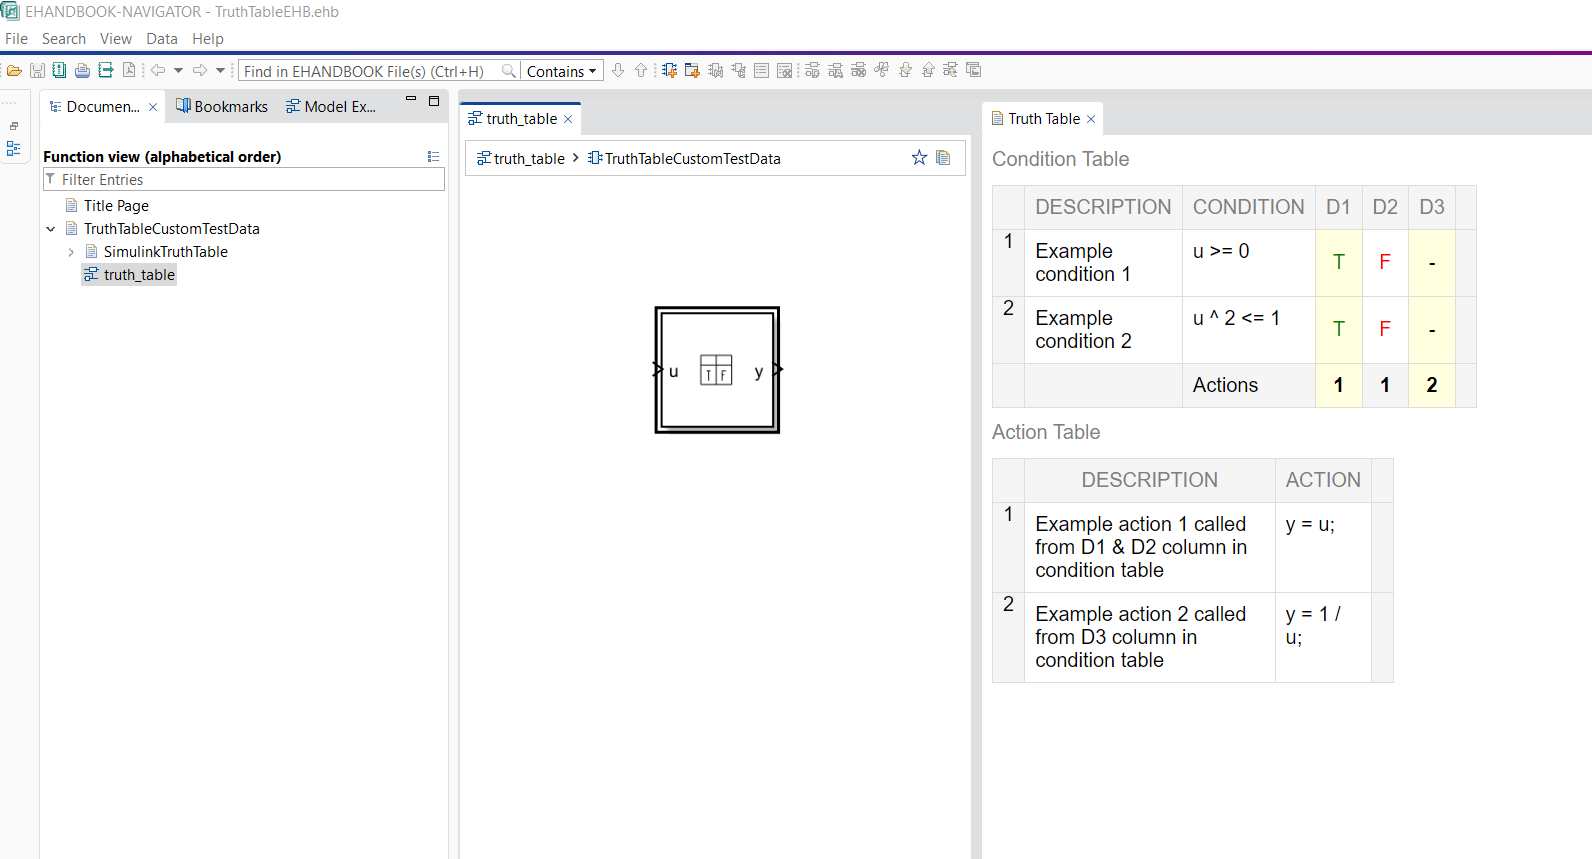 EHANDBOOK-NAVIGATOR - TruthTableEHB.ehb
File Search View Data Help
Find in EHANDBOOK File(s) (Ctrl+H) Contains
Documen... Bookmarks Model Ex...
Function view (alphabetical order)
Filter Entries
Title Page
TruthTableCustomTestData
SimulinkTruthTable
truth_table
truth_table
truth_table TruthTableCustomTestData
u T F y
Truth Table
Condition Table
DESCRIPTION CONDITION D1 D2 D3
1 Example u >= 0 T F -
condition 1
2 Example u ^ 2 <= 1 T F -
condition 2
Actions 1 1 2
Action Table
DESCRIPTION ACTION
1 Example action 1 called y = u;
from D1 & D2 column in
condition table
2 Example action 2 called y = 1 /
from D3 column in u;
condition table